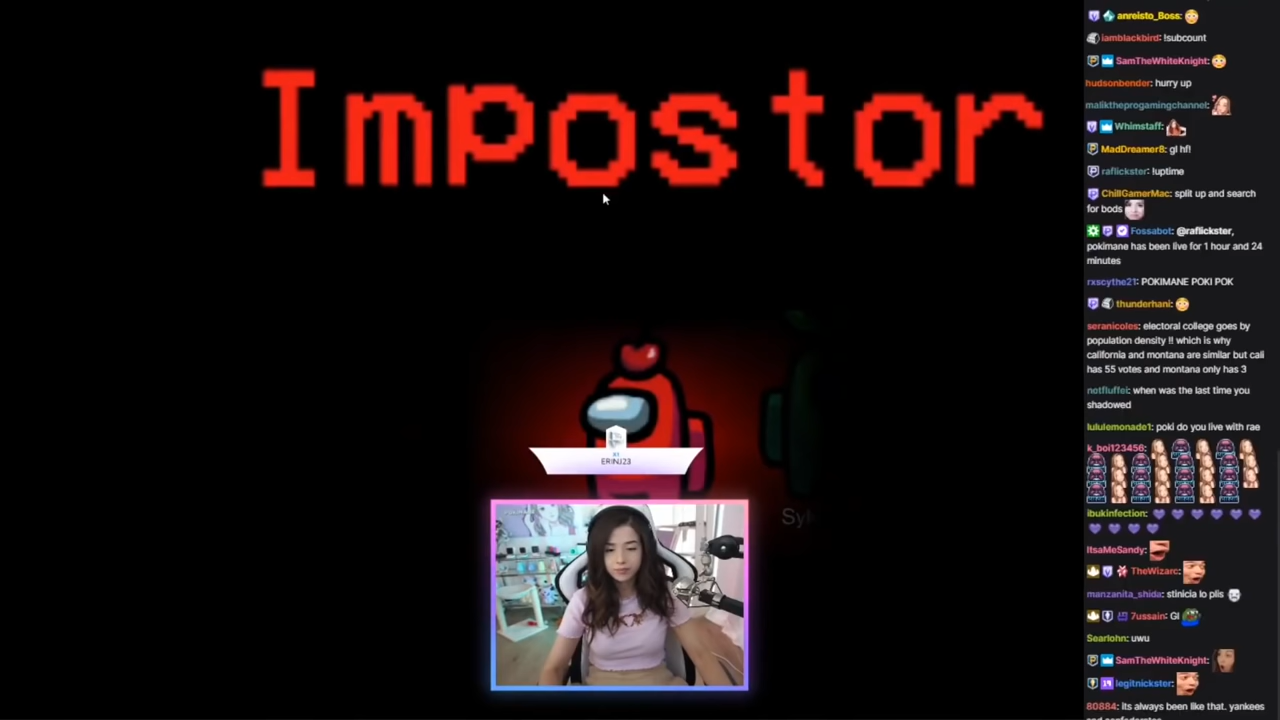 Impostor
ERINJ23
Sy
anreisto_Boss:
iamblackbird: !subcount
SamTheWhiteKnight:
hudsonbender: hurry up
maliktheprogamingchannel:
Whimstaff:
MadDreamer8: gl hf!
raflickster: !uptime
ChillGamerMac: split up and search
for bods
Fossabot: @raflickster,
pokimane has been live for 1 hour and 24
minutes
rxscythe21: POKIMANE POKI POK
thunderhani:
seranicoles: electoral college goes by
population density !! which is why
california and montana are similar but cali
has 55 votes and montana only has 3
notfluffei: when was the last time you
shadowed
lululemonade1: poki do you live with rae
k_boi123456:
ibukinfection:
ItsaMeSandy:
TheWizarc:
manzanita_shida: stinicia lo plis
7ussain: Gl
Searlohn: uwu
SamTheWhiteKnight:
legitnickster:
80884: its always been like that. yankees